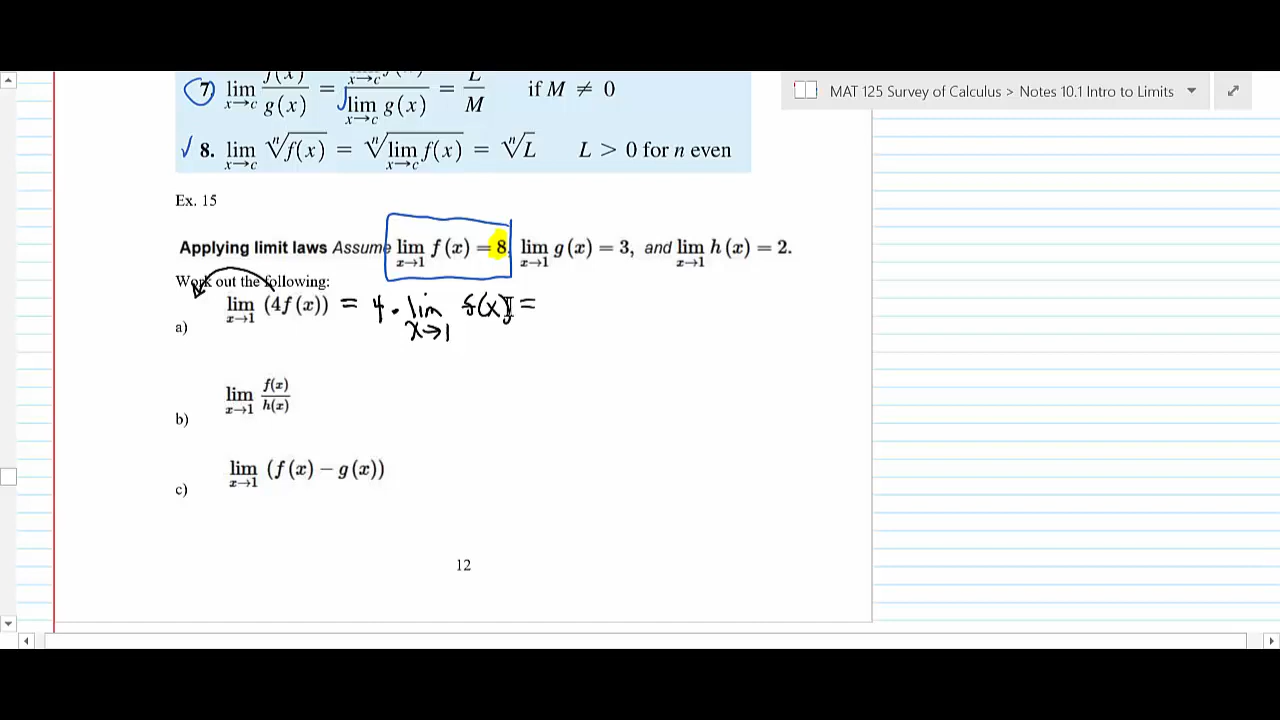 MAT 125 Survey of Calculus > Notes 10.1 Intro to Limits
7) lim x→c f(x)/g(x) = lim x→c f(x)/lim x→c g(x) = L/M if M ≠ 0
✓ 8. lim x→c ⁿ√f(x) = ⁿ√lim x→c f(x) = ⁿ√L L > 0 for n even
Ex. 15
Applying limit laws Assume lim x→1 f(x) = 8, lim x→1 g(x) = 3, and lim x→1 h(x) = 2.
Work out the following:
a) lim x→1 (4f(x)) = 4 · lim x→1 f(x) =
b) lim x→1 f(x)/h(x)
c) lim x→1 (f(x) − g(x))
12